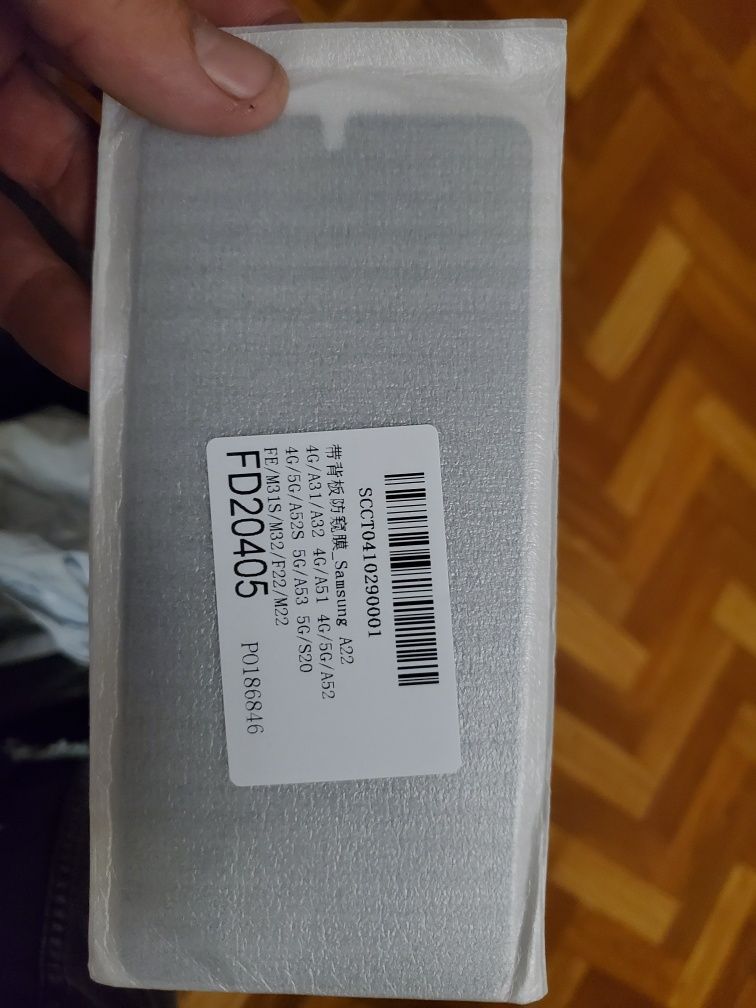 SCCT0410290001
带背板防窥膜_Samsung A22
4G/A31/A32 4G/A51 4G/5G/A52
4G/5G/A52S 5G/A53 5G/S20
FE/M31S/M32/F22/M22
FD20405 P0186846